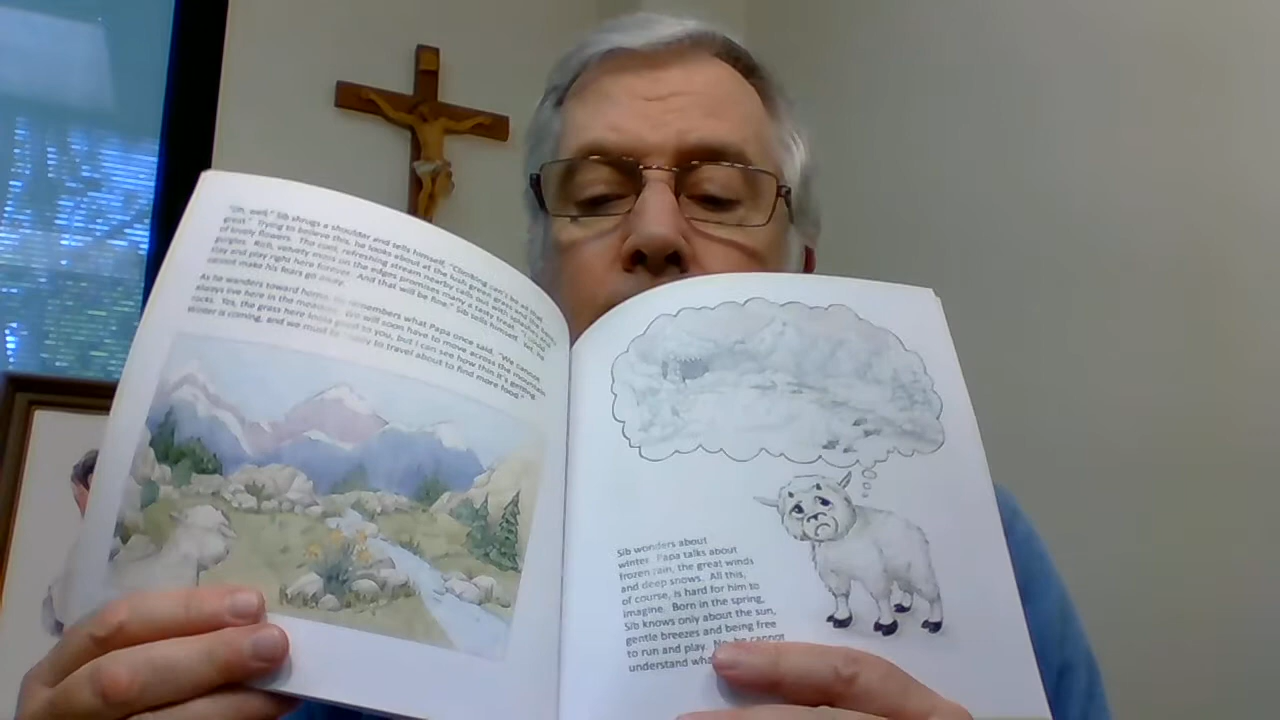 "Oh, well," Sib shrugs a shoulder and tells himself, "Climbing can't be all that
great." Trying to believe this, he looks about at the lush green grass and the
of lovely flowers. The cool, refreshing stream nearby calls out with splashes and
gurgles. Rich, velvety moss on the edges promises many a tasty treat. "I could
stay and play right here forever. And that will be fine," Sib tells himself. Yet, he
cannot make his fears go away.
As he wanders toward home, he remembers what Papa once said, "We cannot
always live here in the meadow. We will soon have to move across the mountain
rocks. Yes, the grass here looks good to you, but I can see how thin it's getting.
Winter is coming, and we must be ready to travel about to find more food."
Sib wonders about
winter. Papa talks about
frozen rain, the great winds
and deep snows. All this,
of course, is hard for him to
imagine. Born in the spring,
Sib knows only about the sun,
gentle breezes and being free
to run and play. No, he cannot
understand